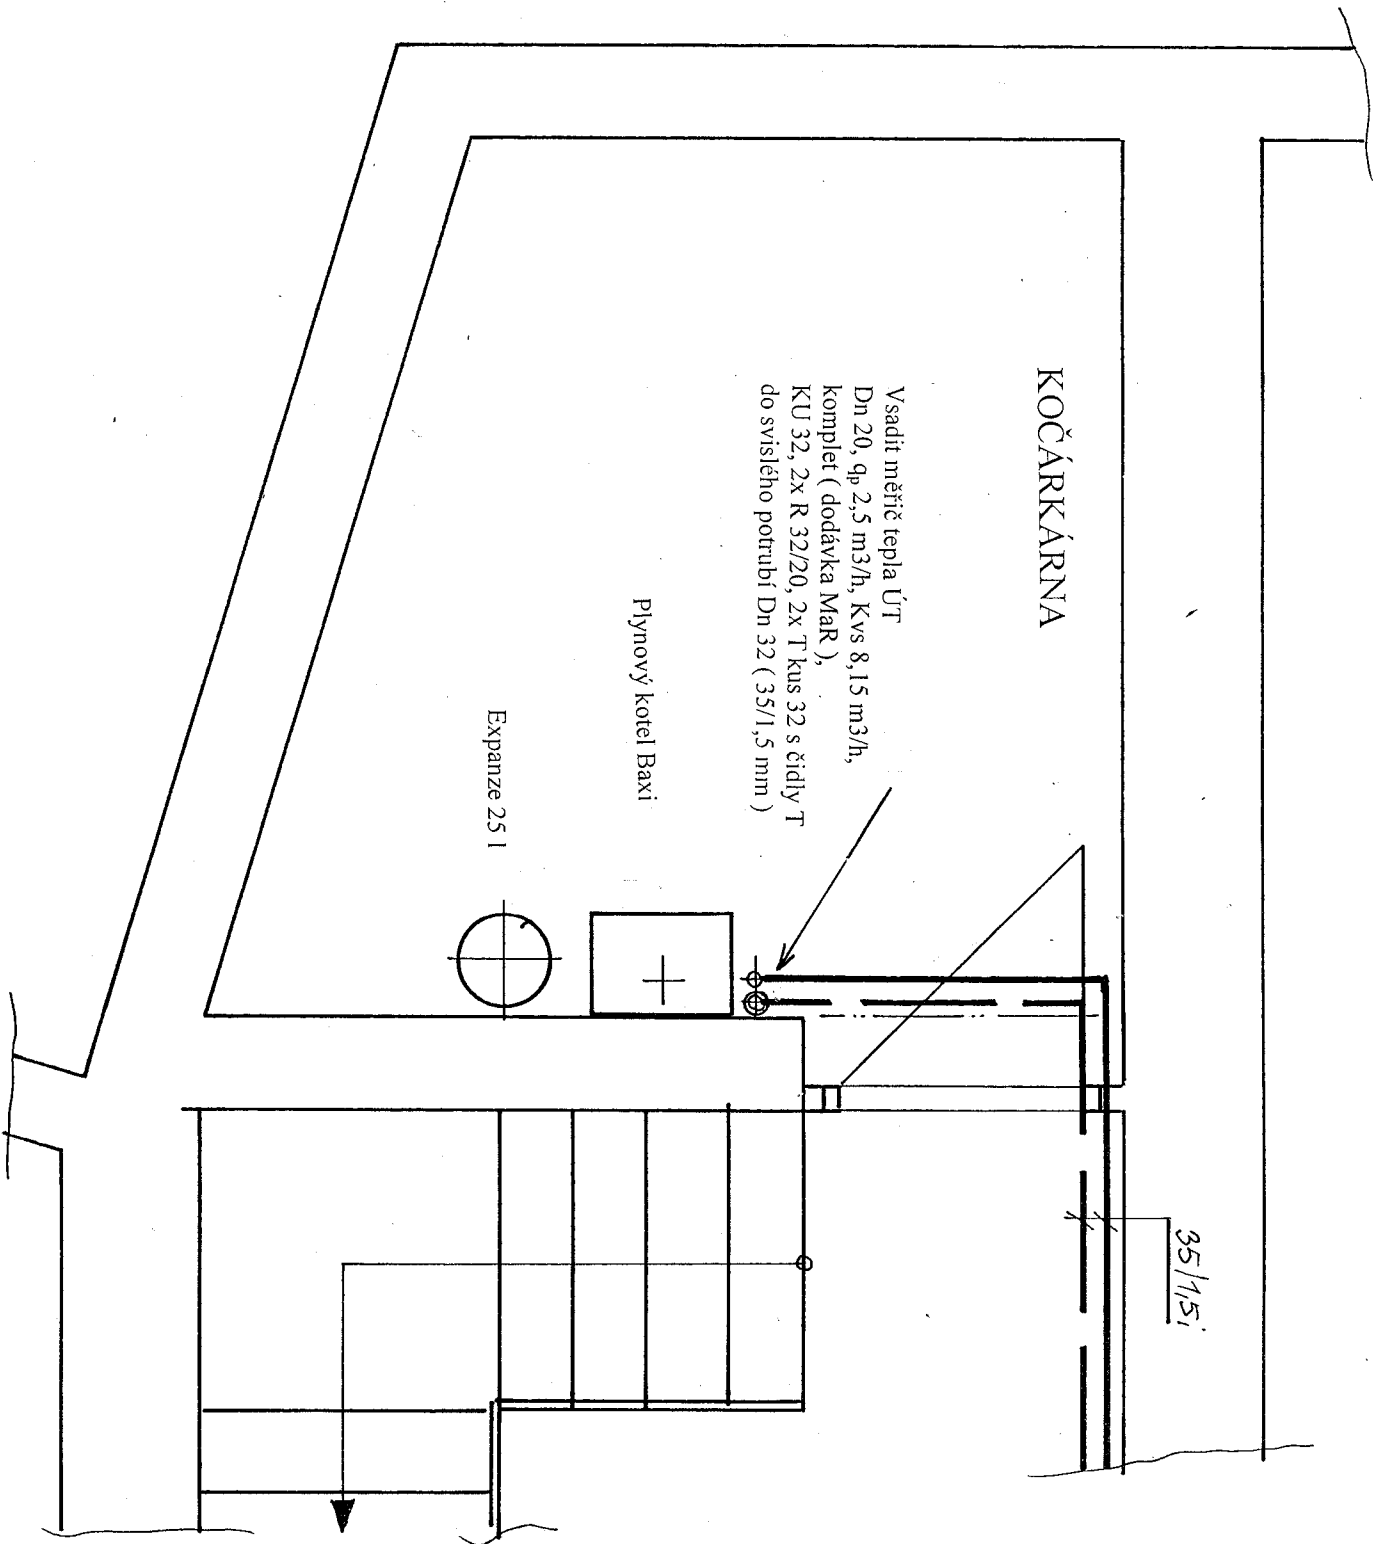 KOČÁRKÁRNA
Vsadit měřič tepla ÚT
Dn 20, qp 2,5 m3/h, Kvs 8,15 m3/h,
komplet ( dodávka MaR ),
KU 32, 2x R 32/20, 2x T kus 32 s čidly T
do svislého potrubí Dn 32 ( 35/1,5 mm )
Plynový kotel Baxi
Expanze 25 l
35/1,5i